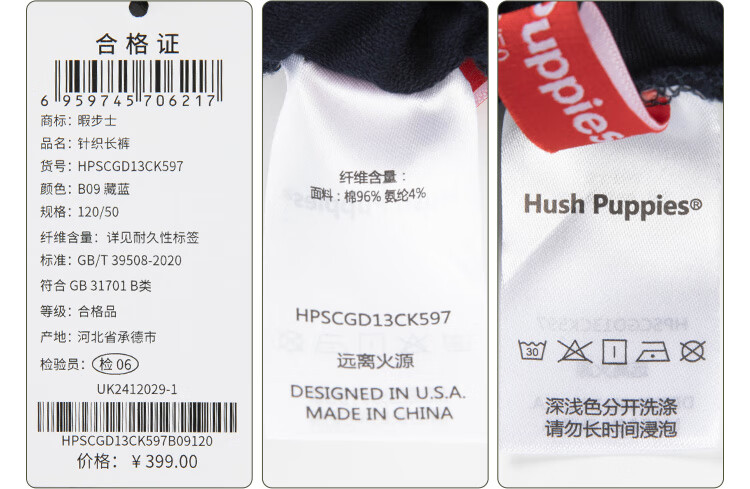 合格证
6 959745 706217
商标：暇步士
品名：针织长裤
货号：HPSCGD13CK597
颜色：B09 藏蓝
规格：120/50
纤维含量：详见耐久性标签
标准：GB/T 39508-2020
符合 GB 31701 B类
等级：合格品
产地：河北省承德市
检验员：检 06
UK2412029-1
HPSCGD13CK597B09120
价格：￥399.00
纤维含量：
面料：棉96% 氨纶4%
HPSCGD13CK597
远离火源
DESIGNED IN U.S.A.
MADE IN CHINA
Puppies
Hush Puppies®
30
深浅色分开洗涤
请勿长时间浸泡